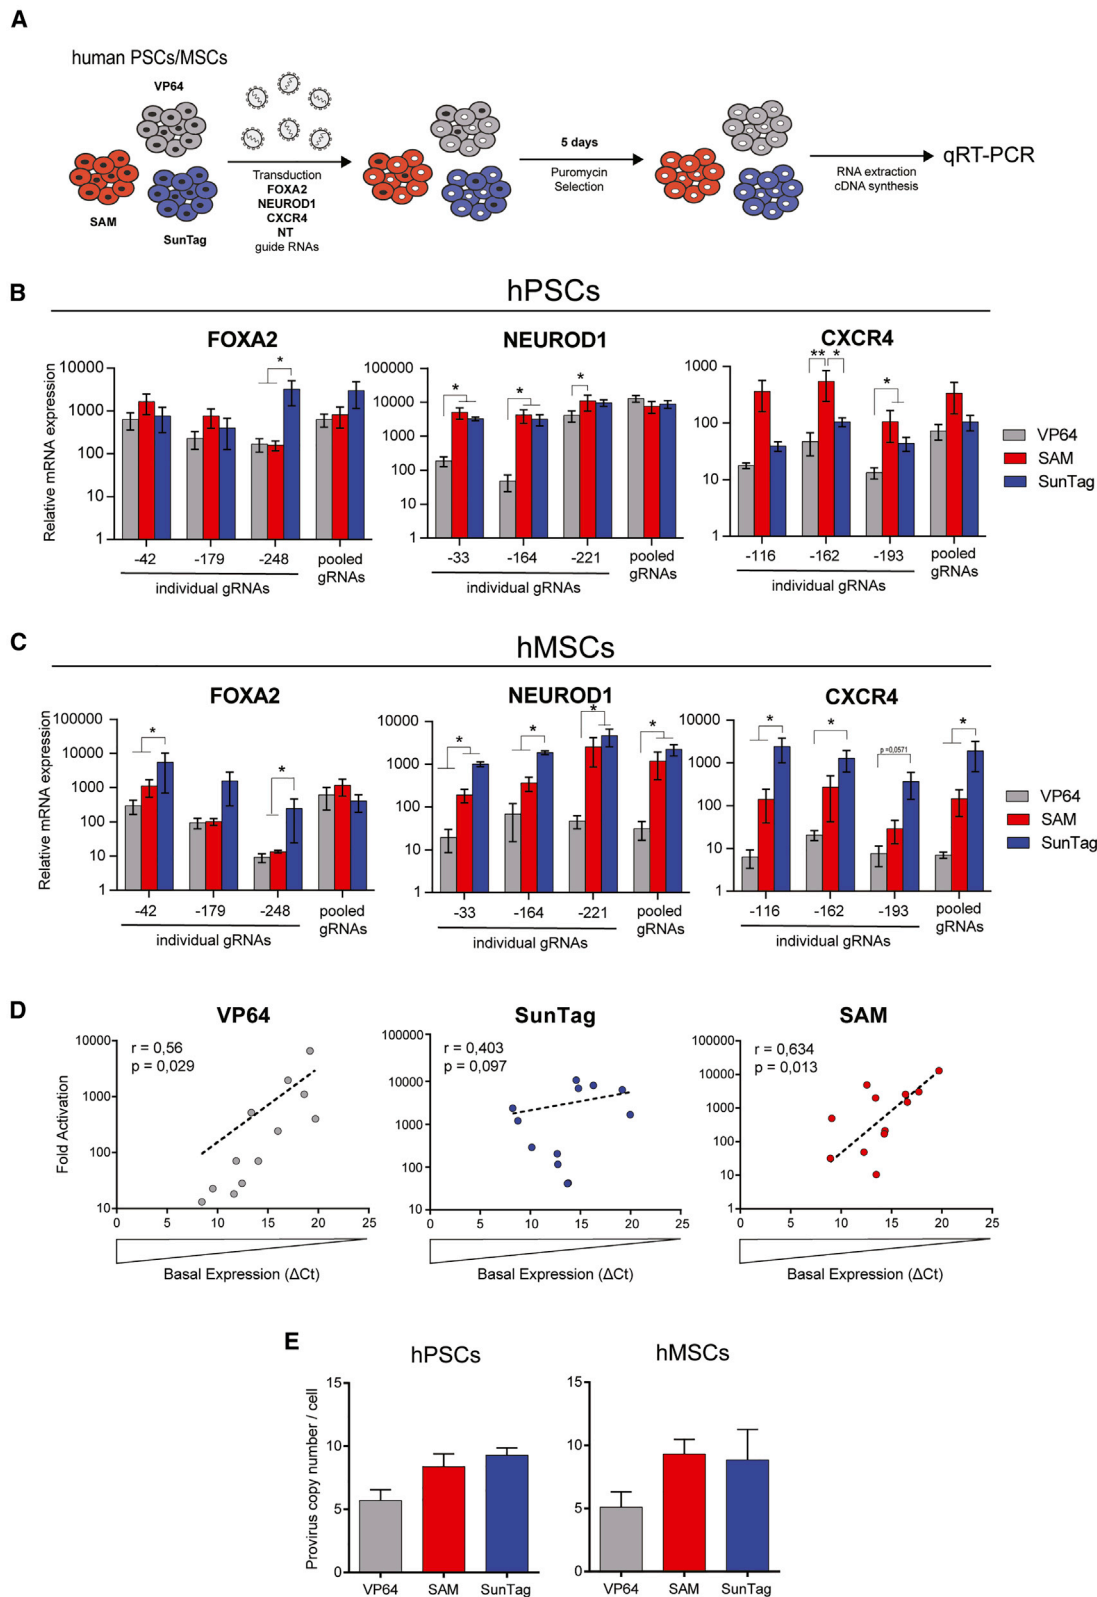 A
human PSCs/MSCs
VP64
SAM
SunTag
Transduction
FOXA2
NEUROD1
CXCR4
NT
guide RNAs
5 days
Puromycin
Selection
RNA extraction
cDNA synthesis
qRT-PCR
B
hPSCs
FOXA2
Relative mRNA expression
10000
1000
100
10
1
-42
-179
-248
pooled
gRNAs
individual gRNAs
*
NEUROD1
100000
10000
1000
100
10
1
-33
-164
-221
pooled
gRNAs
individual gRNAs
*
*
*
CXCR4
1000
100
10
1
-116
-162
-193
pooled
gRNAs
individual gRNAs
**
*
*
VP64
SAM
SunTag
C
hMSCs
FOXA2
Relative mRNA expression
100000
10000
1000
100
10
1
-42
-179
-248
pooled
gRNAs
individual gRNAs
*
*
NEUROD1
10000
1000
100
10
1
-33
-164
-221
pooled
gRNAs
individual gRNAs
*
*
*
*
CXCR4
10000
1000
100
10
1
-116
-162
-193
pooled
gRNAs
individual gRNAs
*
*
p =0,0571
*
VP64
SAM
SunTag
D
VP64
r = 0,56
p = 0,029
Fold Activation
10000
1000
100
10
0
5
10
15
20
25
Basal Expression (ΔCt)
SunTag
r = 0,403
p = 0,097
100000
10000
1000
100
10
0
5
10
15
20
25
Basal Expression (ΔCt)
SAM
r = 0,634
p = 0,013
100000
10000
1000
100
10
1
0
5
10
15
20
25
Basal Expression (ΔCt)
E
hPSCs
Provirus copy number / cell
15
10
5
0
VP64
SAM
SunTag
hMSCs
15
10
5
0
VP64
SAM
SunTag